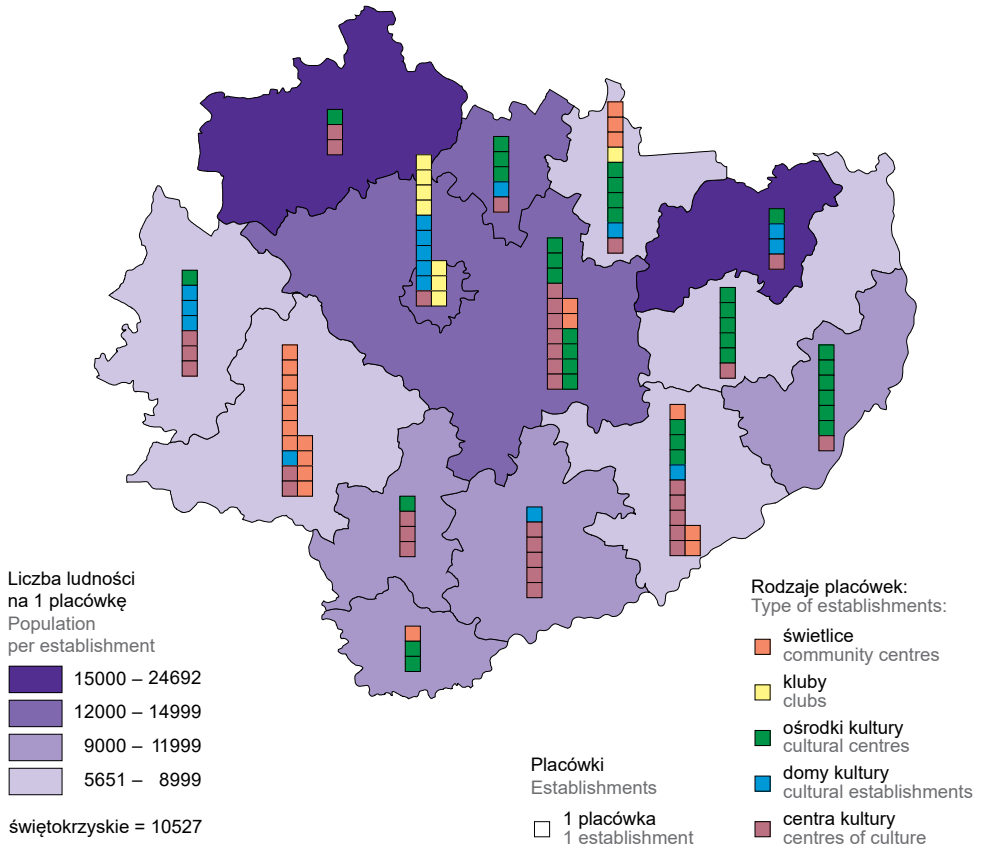 Liczba ludności
na 1 placówkę
Population
per establishment
15000 – 24692
12000 – 14999
9000 – 11999
5651 – 8999
świętokrzyskie = 10527
Placówki
Establishments
1 placówka
1 establishment
Rodzaje placówek:
Type of establishments:
świetlice
community centres
kluby
clubs
ośrodki kultury
cultural centres
domy kultury
cultural establishments
centra kultury
centres of culture